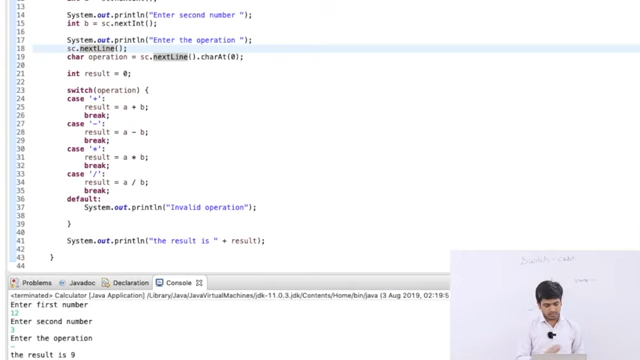 14 System.out.println("Enter second number ");
15 int b = sc.nextInt();
16
17 System.out.println("Enter the operation ");
18 sc.nextLine();
19 char operation = sc.nextLine().charAt(0);
20
21 int result = 0;
22
23 switch(operation) {
24 case '+':
25 result = a + b;
26 break;
27 case '-':
28 result = a - b;
29 break;
30 case '*':
31 result = a * b;
32 break;
33 case '/':
34 result = a / b;
35 break;
36 default:
37 System.out.println("Invalid operation");
38
39 }
40
41 System.out.println("the result is " + result);
42
43 }
44
Problems Javadoc Declaration Console
<terminated> Calculator [Java Application] /Library/Java/JavaVirtualMachines/jdk-11.0.3.jdk/Contents/Home/bin/java (3 Aug 2019, 02:19:5
Enter first number
12
Enter second number
3
Enter the operation
-
the result is 9